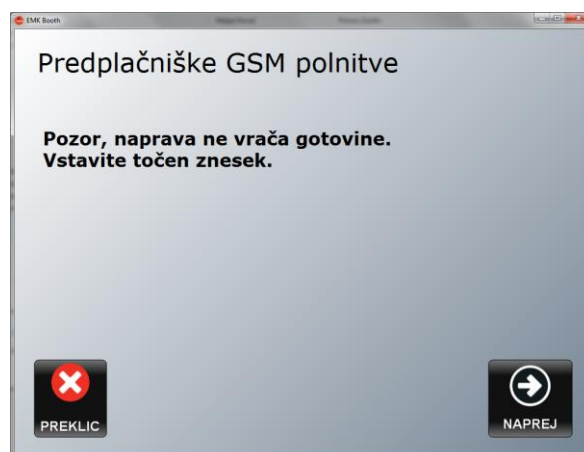 EMK Booth
Predplačniške GSM polnitve
Pozor, naprava ne vrača gotovine.
Vstavite točen znesek.
PREKLIC
NAPREJ